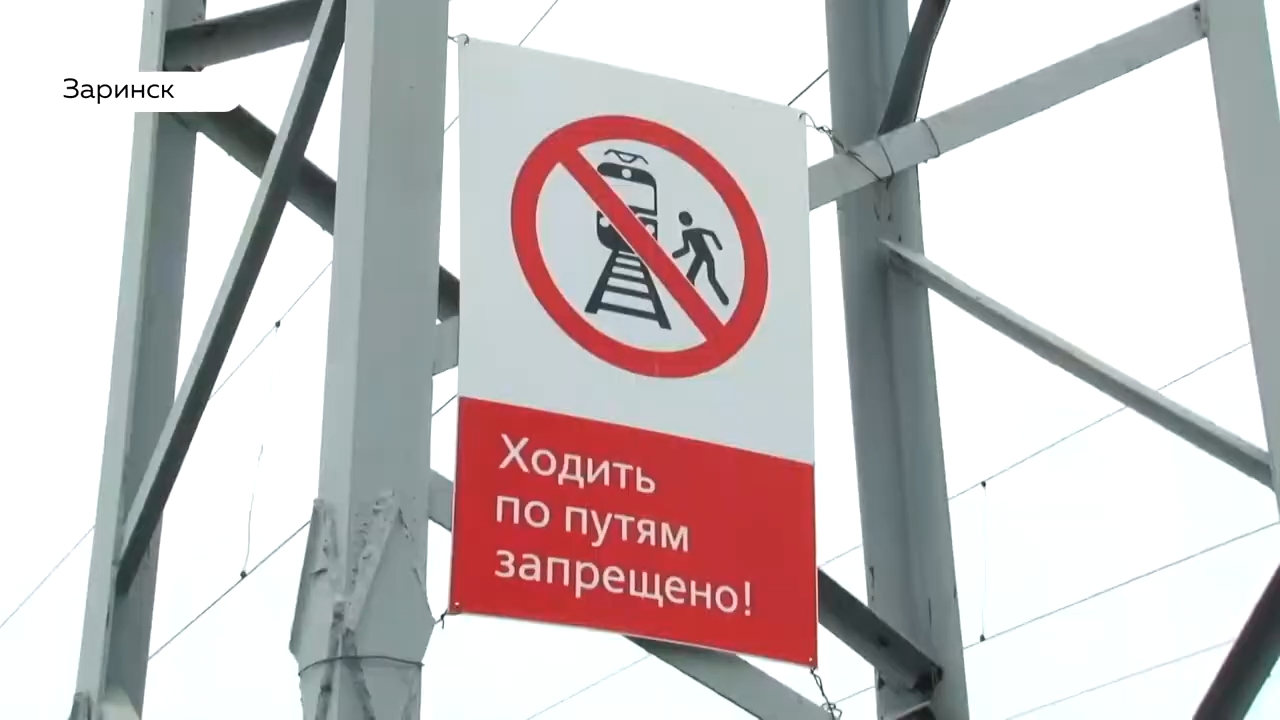 Заринск
Ходить
по путям
запрещено!